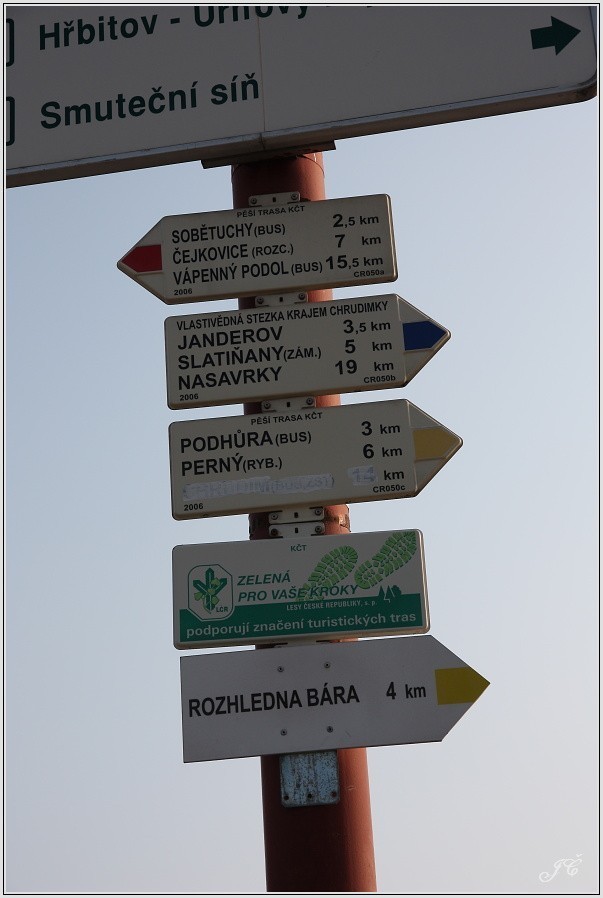 Hřbitov -
Smuteční síň
PĚŠÍ TRASA KČT
SOBĚTUCHY (BUS) 2,5 km
ČEJKOVICE (ROZC.) 7 km
VÁPENNÝ PODOL (BUS) 15,5 km
2006 CR050a
VLASTIVĚDNÁ STEZKA KRAJEM CHRUDIMKY
JANDEROV 3,5 km
SLATIŇANY (ZÁM.) 5 km
NASAVRKY 19 km
2006 CR050b
PĚŠÍ TRASA KČT
PODHŮRA (BUS) 3 km
PERNÝ (RYB.) 6 km
km
2006 CR050c
KČT
ZELENÁ
PRO VAŠE KROKY
LCR
LESY ČESKÉ REPUBLIKY, s. p.
podporují značení turistických tras
ROZHLEDNA BÁRA 4 km
JČ